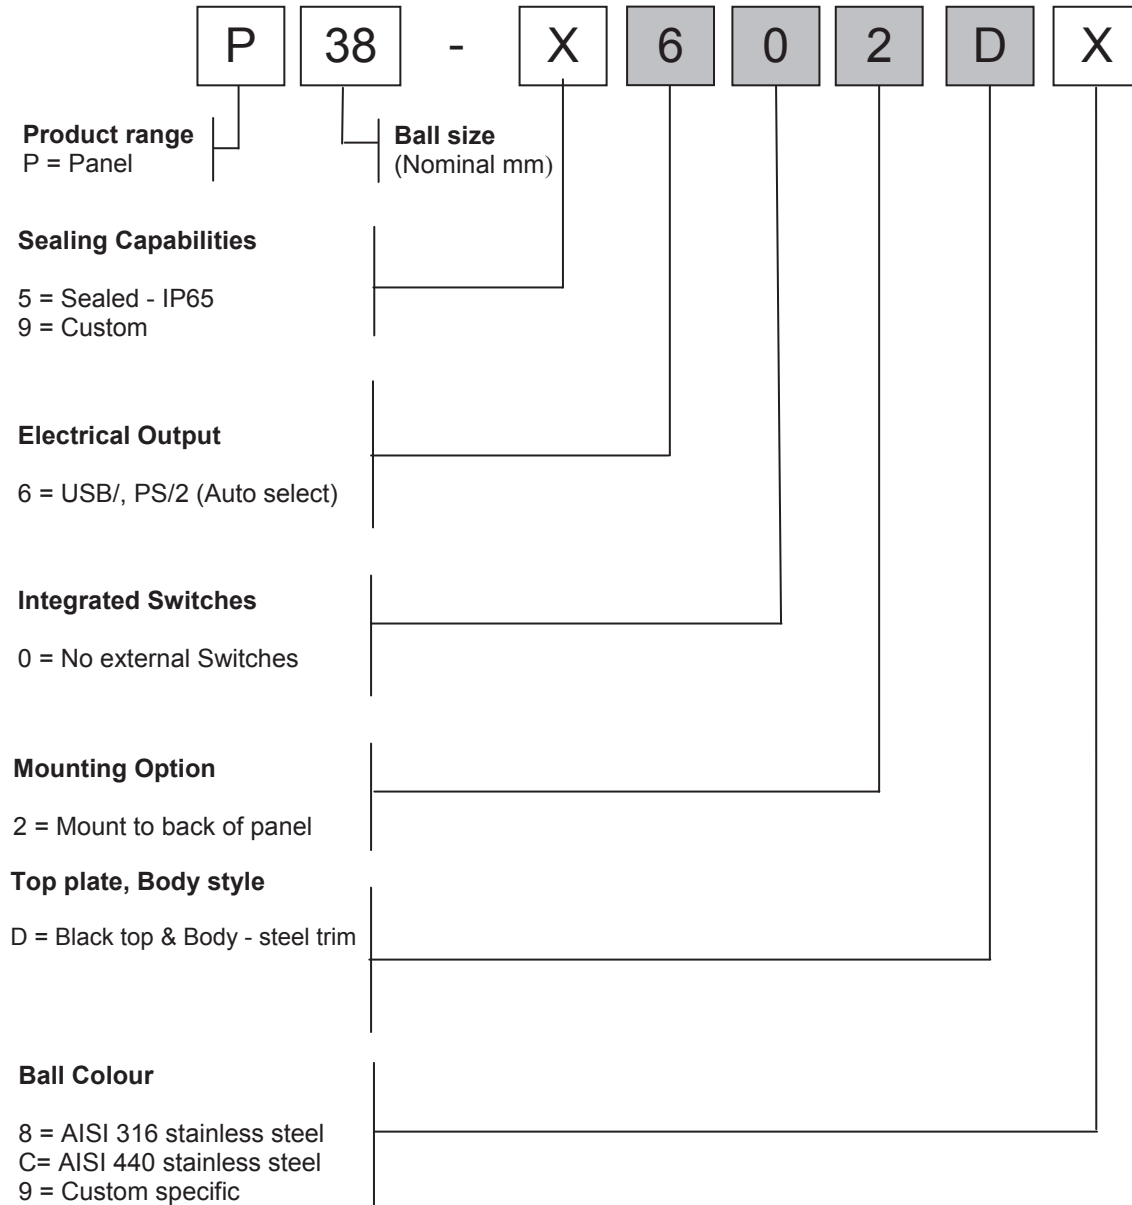 P 38 - X 6 0 2 D X
Product range
P = Panel
Ball size
(Nominal mm)
Sealing Capabilities
5 = Sealed - IP65
9 = Custom
Electrical Output
6 = USB/, PS/2 (Auto select)
Integrated Switches
0 = No external Switches
Mounting Option
2 = Mount to back of panel
Top plate, Body style
D = Black top & Body - steel trim
Ball Colour
8 = AISI 316 stainless steel
C= AISI 440 stainless steel
9 = Custom specific